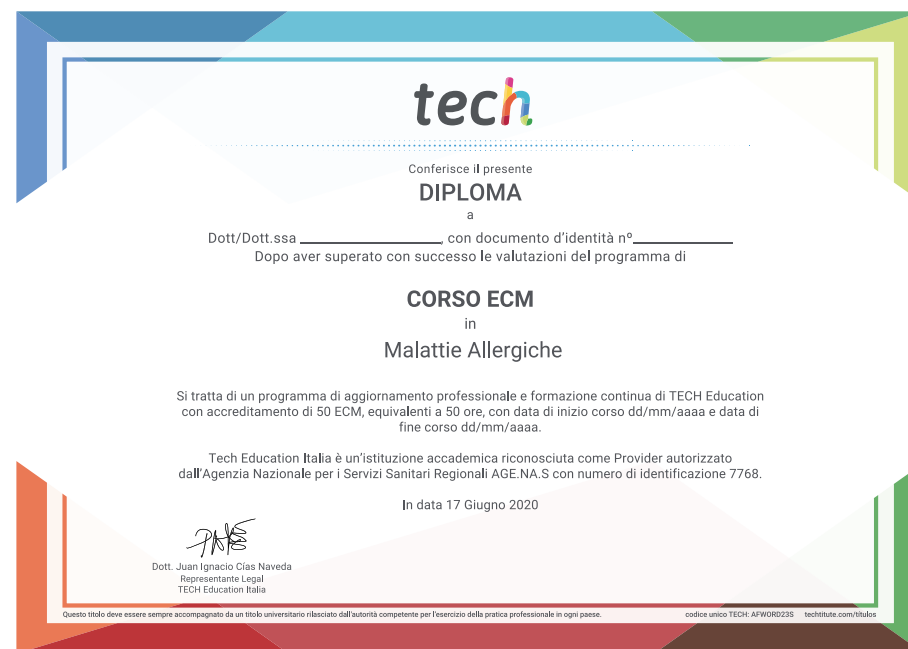 tech
Conferisce il presente
DIPLOMA
a
Dott/Dott.ssa ____________________, con documento d'identità nº______________
Dopo aver superato con successo le valutazioni del programma di
CORSO ECM
in
Malattie Allergiche
Si tratta di un programma di aggiornamento professionale e formazione continua di TECH Education
con accreditamento di 50 ECM, equivalenti a 50 ore, con data di inizio corso dd/mm/aaaa e data di
fine corso dd/mm/aaaa.
Tech Education Italia è un'istituzione accademica riconosciuta come Provider autorizzato
dall'Agenzia Nazionale per i Servizi Sanitari Regionali AGE.NA.S con numero di identificazione 7768.
In data 17 Giugno 2020
Dott. Juan Ignacio Cías Naveda
Representante Legal
TECH Education Italia
Questo titolo deve essere sempre accompagnato da un titolo universitario rilasciato dall'autorità competente per l'esercizio della pratica professionale in ogni paese. codice unico TECH: AFWORD23S techtitute.com/títulos